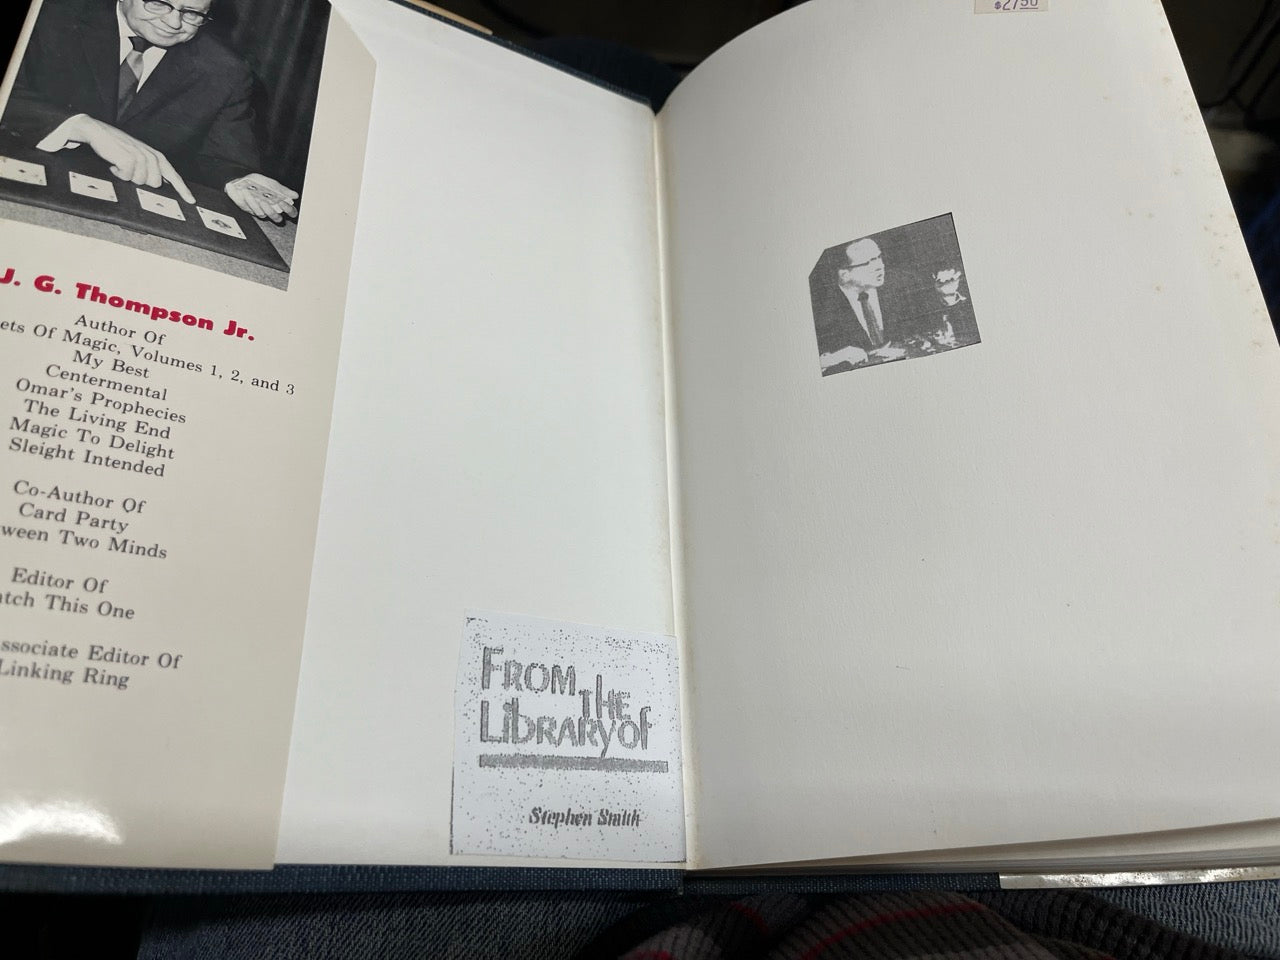 J. G. Thompson Jr.
Author Of
ets Of Magic, Volumes 1, 2, and 3
My Best
Centermental
Omar's Prophecies
The Living End
Magic To Delight
Sleight Intended
Co-Author Of
Card Party
ween Two Minds
Editor Of
atch This One
ssociate Editor Of
Linking Ring
FROM THE
LibRARy of
Stephen Smith
$27.50